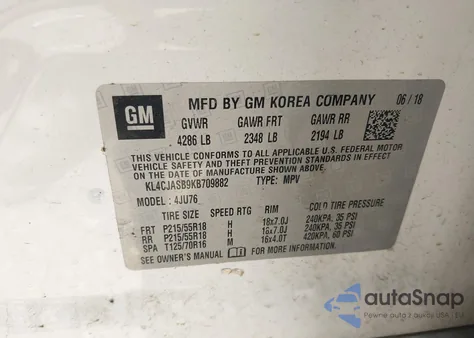 GM
MFD BY GM KOREA COMPANY 06/18
GVWR GAWR FRT GAWR RR
4286 LB 2348 LB 2194 LB
THIS VEHICLE CONFORMS TO ALL APPLICABLE U.S. FEDERAL MOTOR
VEHICLE SAFETY AND THEFT PREVENTION STANDARDS IN EFFECT
ON THE DATE OF MANUFACTURE SHOWN ABOVE.
KL4CJASB9KB709882 TYPE: MPV
MODEL: 4JU76
TIRE SIZE SPEED RTG RIM COLD TIRE PRESSURE
FRT P215/55R18 H 18x7.0J 240KPA, 35 PSI
RR P215/55R18 H 18x7.0J 240KPA, 35 PSI
SPA T125/70R16 M 16x4.0T 420KPA, 60 PSI
SEE OWNER'S MANUAL FOR MORE INFORMATION.
autoSnap
Pewne auto z USA i EU